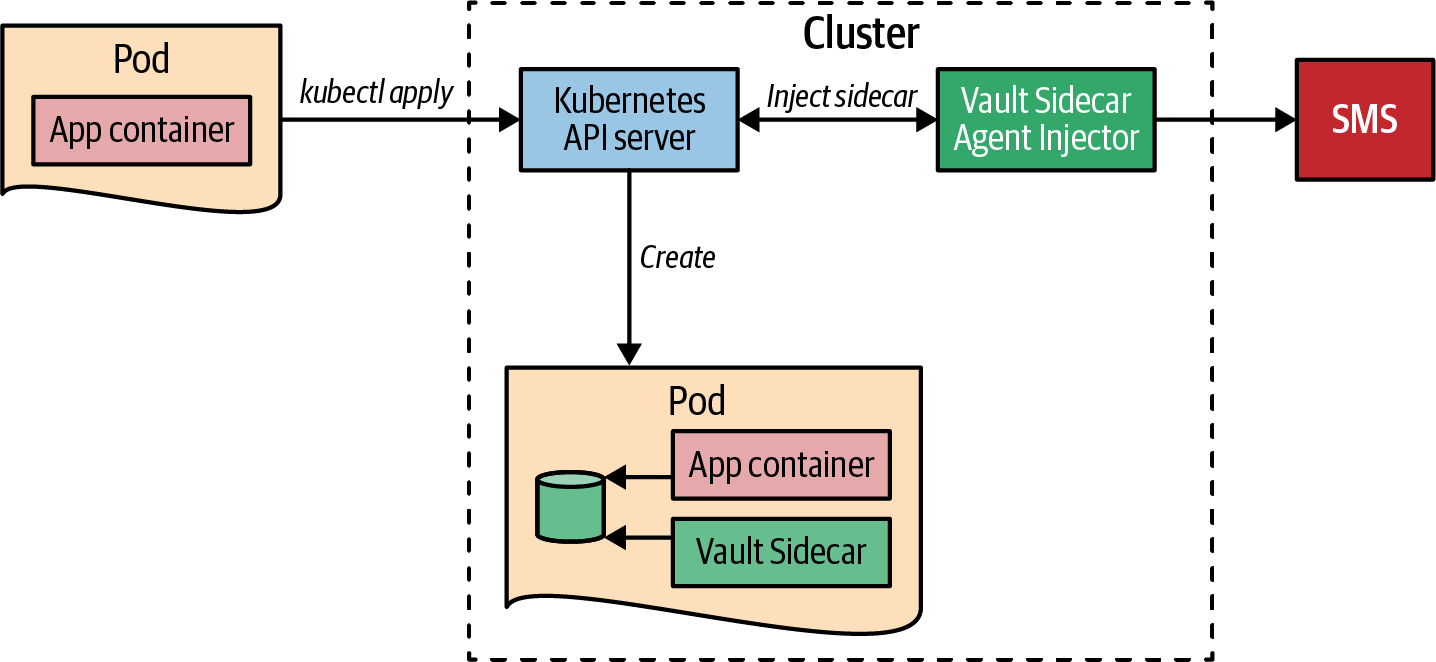 Cluster
Pod
App container
kubectl apply
Kubernetes
API server
Inject sidecar
Vault Sidecar
Agent Injector
SMS
Create
Pod
App container
Vault Sidecar